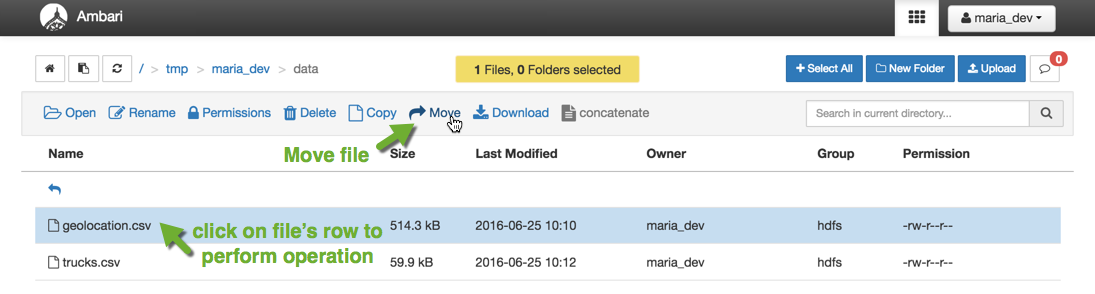 Ambari
maria_dev
/ > tmp > maria_dev > data
1 Files, 0 Folders selected
+ Select All
New Folder
Upload
0
Open Rename Permissions Delete Copy Move Download concatenate
Search in current directory...
Move file
Name Size Last Modified Owner Group Permission
geolocation.csv 514.3 kB 2016-06-25 10:10 maria_dev hdfs -rw-r--r--
click on file's row to
perform operation
trucks.csv 59.9 kB 2016-06-25 10:12 maria_dev hdfs -rw-r--r--